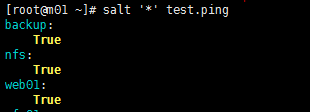 [root@m01 ~]# salt '*' test.ping
backup:
    True
nfs:
    True
web01:
    True